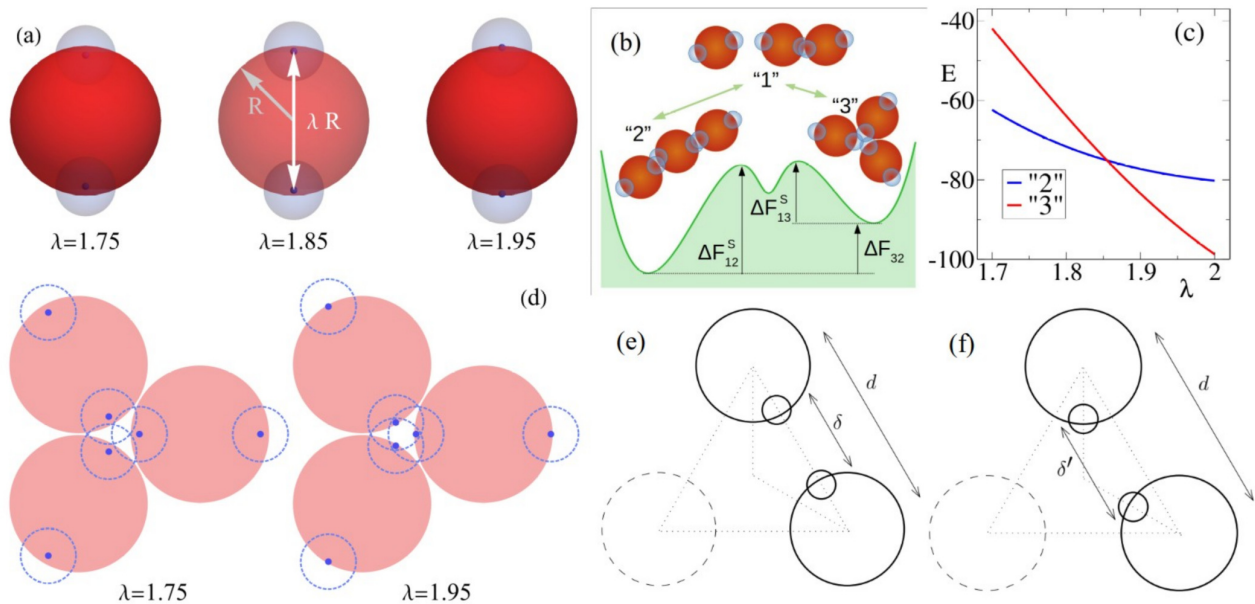 (a)
R
λ R
λ=1.75
λ=1.85
λ=1.95
(b)
“1”
“2”
“3”
ΔF₁₂ˢ
ΔF₁₃ˢ
ΔF₃₂
(c)
E
-40
-60
-80
-100
"2"
"3"
1.7
1.8
1.9
2
λ
(d)
λ=1.75
λ=1.95
(e)
d
δ
(f)
d
δ′